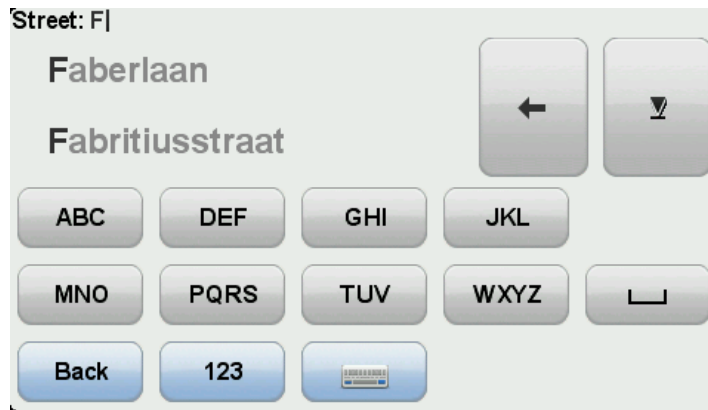 Street: F
Faberlaan
Fabritiusstraat
ABC DEF GHI JKL
MNO PQRS TUV WXYZ
Back 123